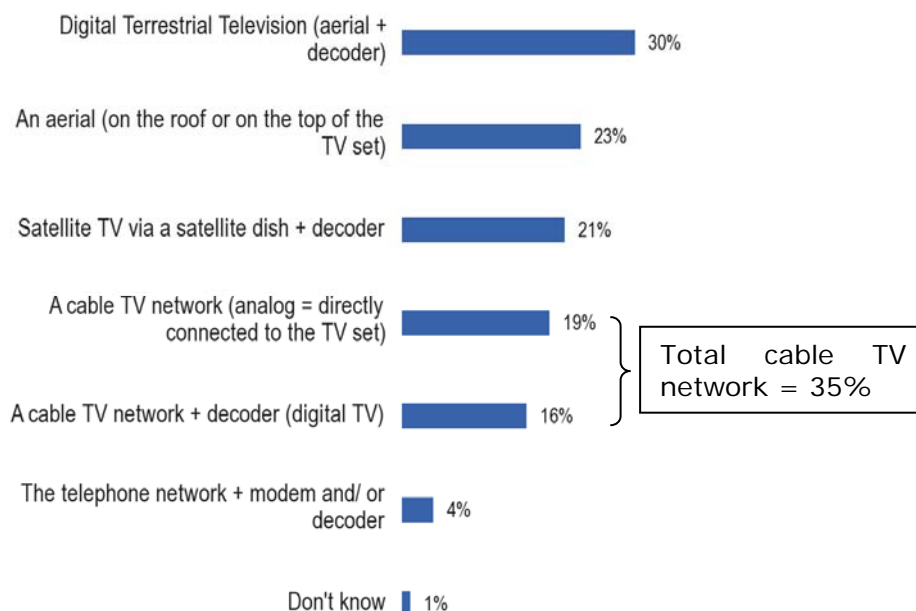 Digital Terrestrial Television (aerial +
decoder)
30%
An aerial (on the roof or on the top of the
TV set)
23%
Satellite TV via a satellite dish + decoder
21%
A cable TV network (analog = directly
connected to the TV set)
19%
A cable TV network + decoder (digital TV)
16%
Total cable TV
network = 35%
The telephone network + modem and/ or
decoder
4%
Don't know
1%